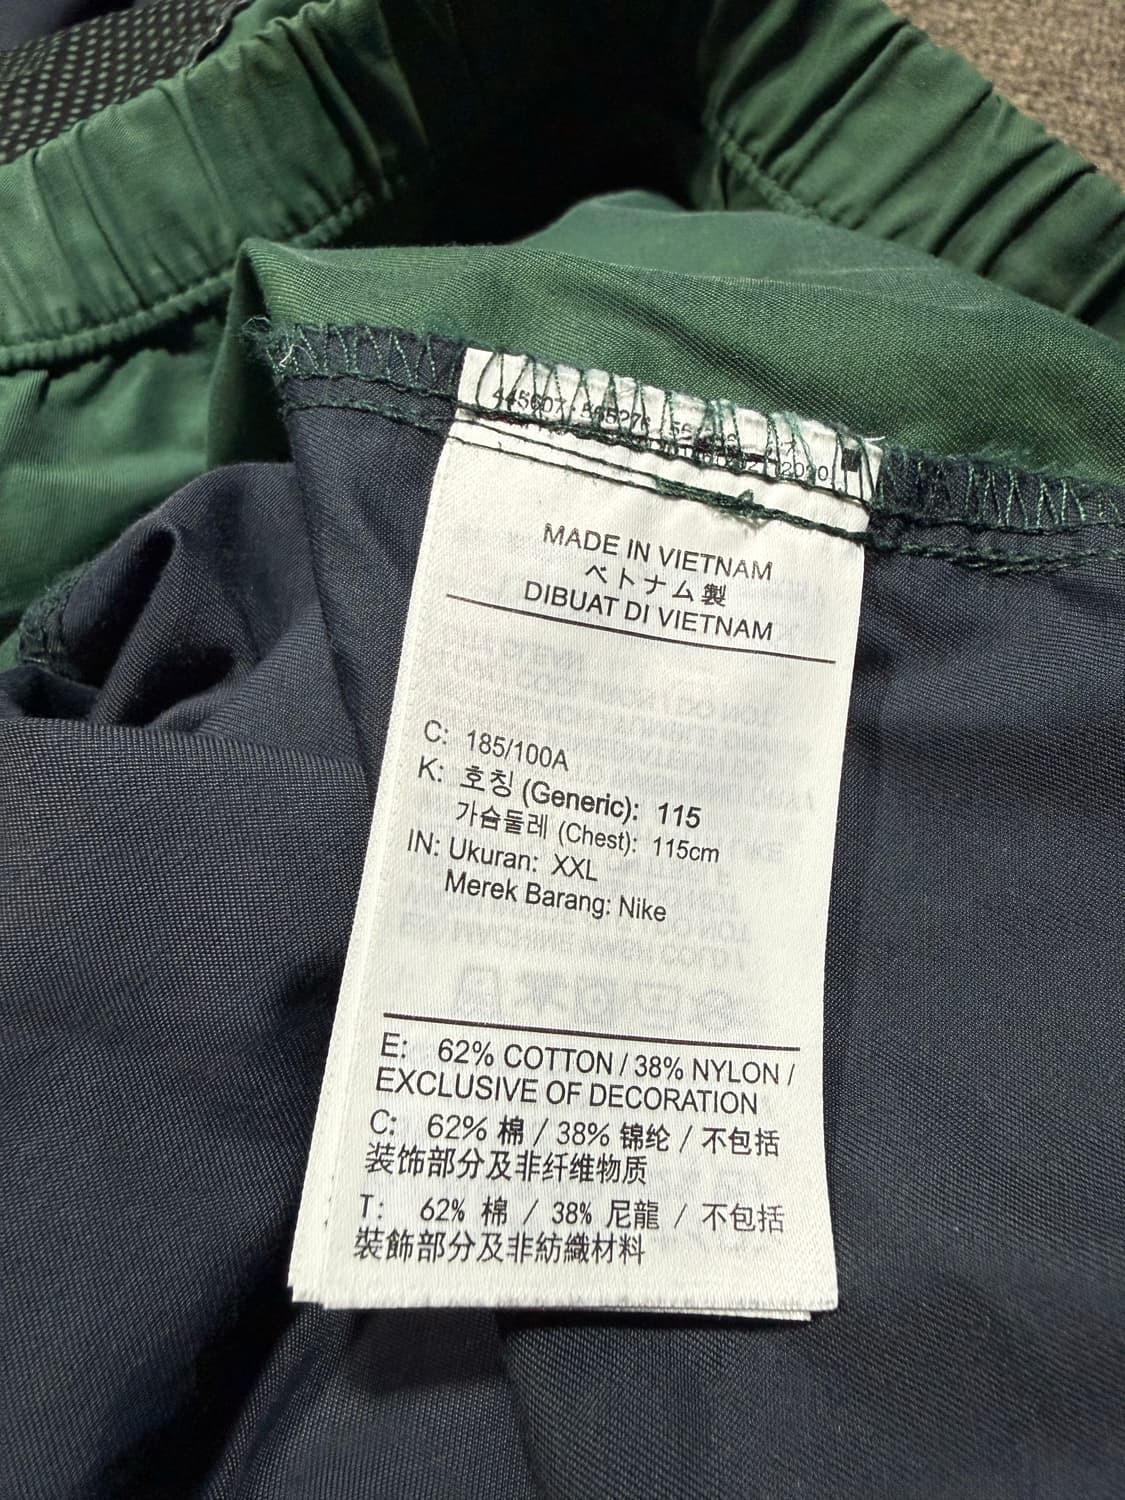 MADE IN VIETNAM
ベトナム製
DIBUAT DI VIETNAM
C: 185/100A
K: 호칭 (Generic): 115
가슴둘레 (Chest): 115cm
IN: Ukuran: XXL
Merek Barang: Nike
E: 62% COTTON / 38% NYLON /
EXCLUSIVE OF DECORATION
C: 62% 棉 / 38% 锦纶 / 不包括
装饰部分及非纤维物质
T: 62% 棉 / 38% 尼龍 / 不包括
裝飾部分及非紡織材料